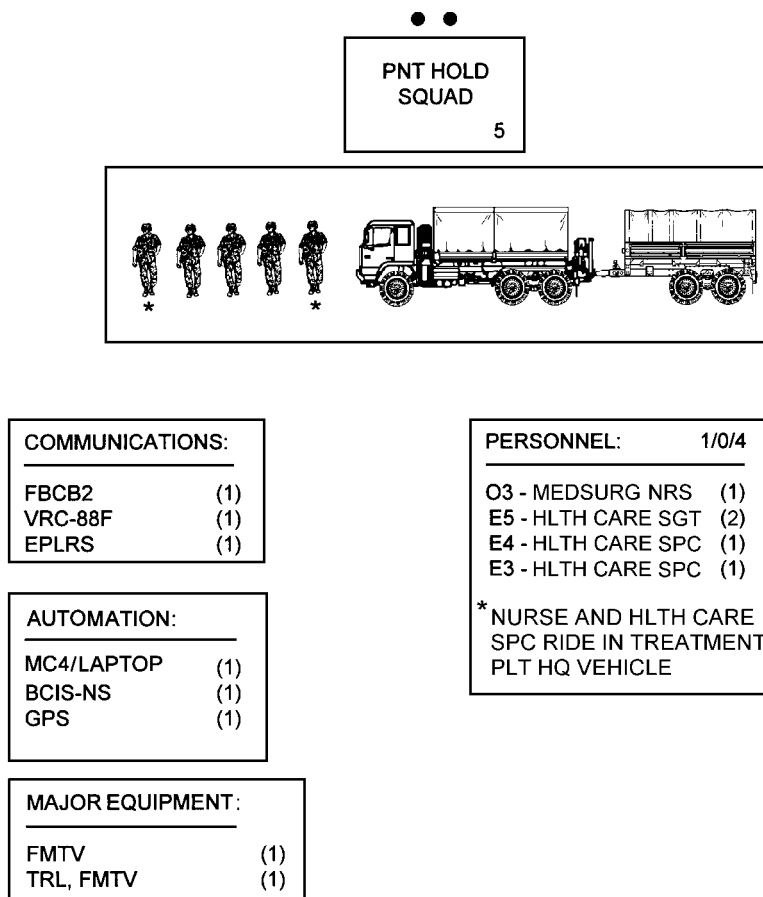 PNT HOLD
SQUAD
5
* *
COMMUNICATIONS:
FBCB2 (1)
VRC-88F (1)
EPLRS (1)
AUTOMATION:
MC4/LAPTOP (1)
BCIS-NS (1)
GPS (1)
MAJOR EQUIPMENT:
FMTV (1)
TRL, FMTV (1)
PERSONNEL: 1/0/4
O3 - MEDSURG NRS (1)
E5 - HLTH CARE SGT (2)
E4 - HLTH CARE SPC (1)
E3 - HLTH CARE SPC (1)
* NURSE AND HLTH CARE
SPC RIDE IN TREATMENT
PLT HQ VEHICLE